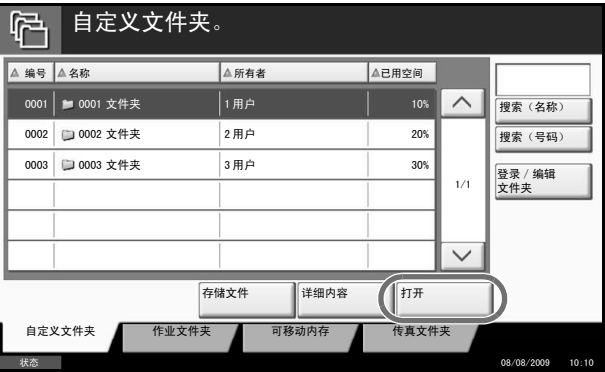 自定义文件夹。
编号 名称 所有者 已用空间
0001 0001 文件夹 1 用户 10%
0002 0002 文件夹 2 用户 20%
0003 0003 文件夹 3 用户 30%
1/1
搜索（名称）
搜索（号码）
登录 / 编辑
文件夹
存储文件 详细内容 打开
自定义文件夹 作业文件夹 可移动内存 传真文件夹
状态 08/08/2009 10:10